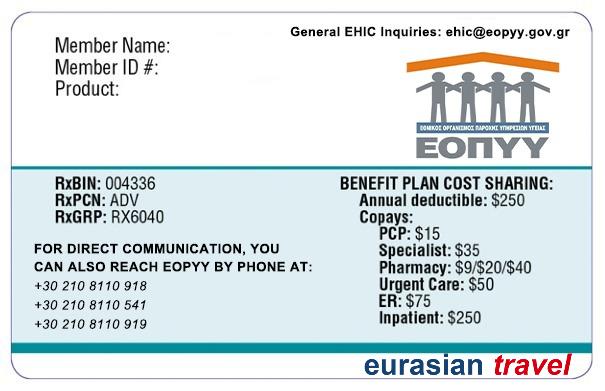 General EHIC Inquiries: ehic@eopyy.gov.gr
Member Name:
Member ID #:
Product:
ΕΘΝΙΚΟΣ ΟΡΓΑΝΙΣΜΟΣ ΠΑΡΟΧΗΣ ΥΠΗΡΕΣΙΩΝ ΥΓΕΙΑΣ
ΕΟΠΥΥ
RxBIN: 004336
RxPCN: ADV
RxGRP: RX6040
FOR DIRECT COMMUNICATION, YOU
CAN ALSO REACH EOPYY BY PHONE AT:
+30 210 8110 918
+30 210 8110 541
+30 210 8110 919
BENEFIT PLAN COST SHARING:
Annual deductible: $250
Copays:
PCP: $15
Specialist: $35
Pharmacy: $9/$20/$40
Urgent Care: $50
ER: $75
Inpatient: $250
eurasian travel